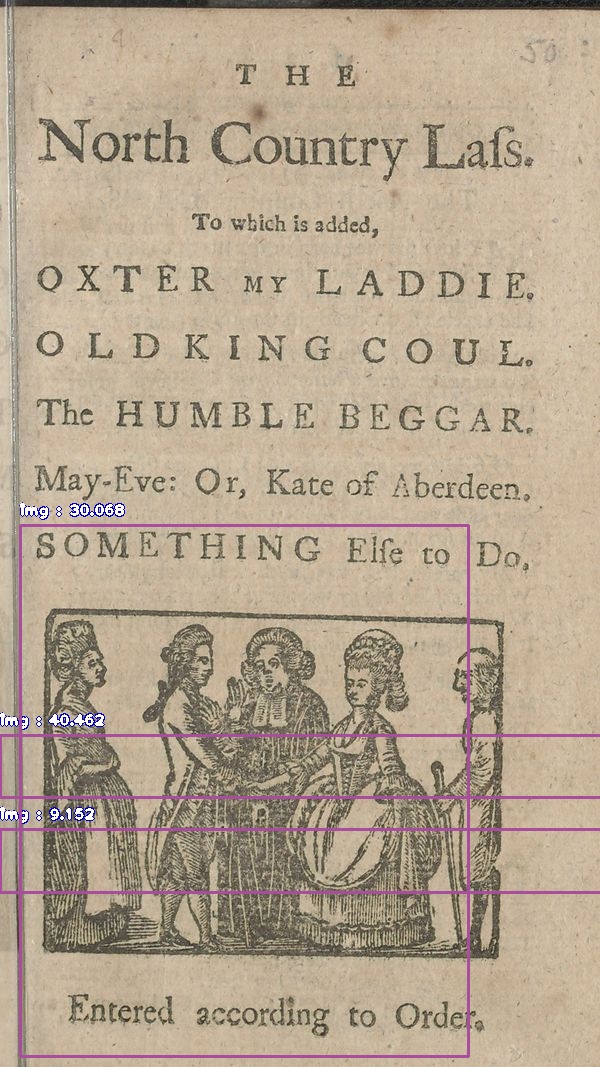 50
THE
North Country Laſs.
To which is added,
OXTER MY LADDIE.
OLD KING COUL.
The HUMBLE BEGGAR.
May-Eve: Or, Kate of Aberdeen.
img : 30.068
SOMETHING Elſe to Do.
img : 40.462
img : 9.152
Entered according to Order.